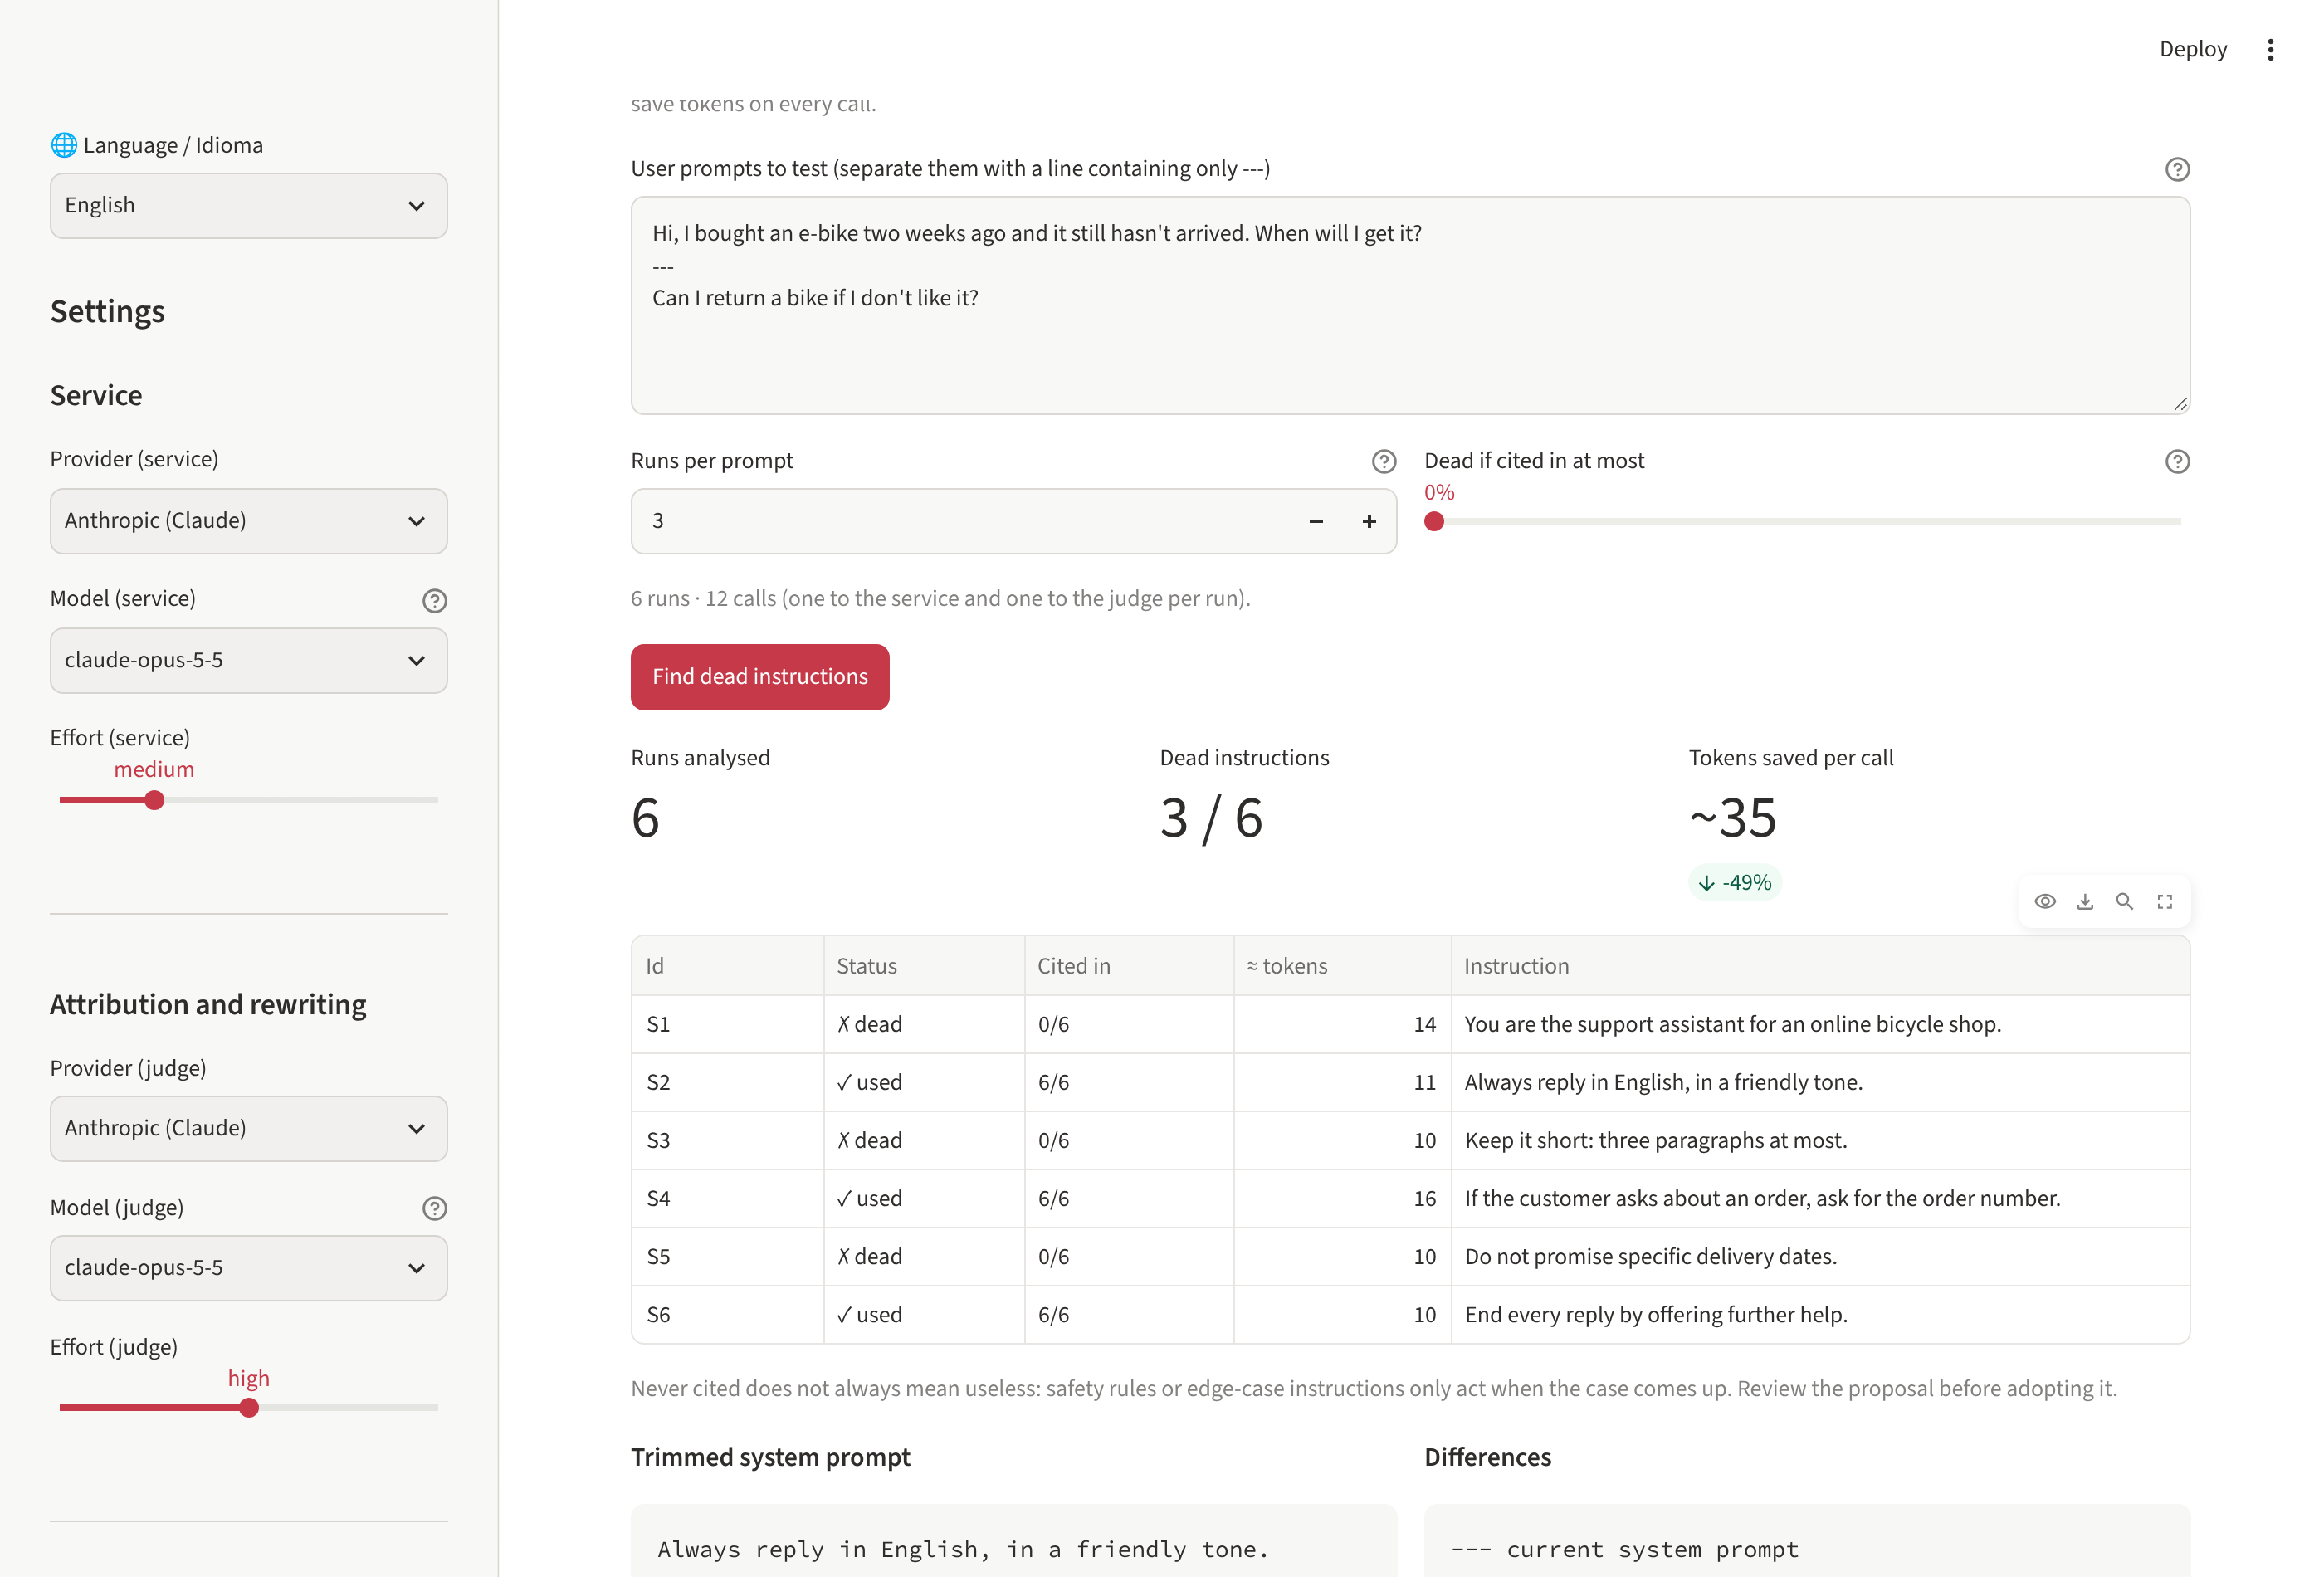 Deploy
🌐 Language / Idioma
English
Settings
Service
Provider (service)
Anthropic (Claude)
Model (service)
claude-opus-5-5
Effort (service)
medium
Attribution and rewriting
Provider (judge)
Anthropic (Claude)
Model (judge)
claude-opus-5-5
Effort (judge)
high
save tokens on every call.
User prompts to test (separate them with a line containing only ---)
Hi, I bought an e-bike two weeks ago and it still hasn't arrived. When will I get it?
---
Can I return a bike if I don't like it?
Runs per prompt
3
Dead if cited in at most
0%
6 runs · 12 calls (one to the service and one to the judge per run).
Find dead instructions
Runs analysed
6
Dead instructions
3 / 6
Tokens saved per call
~35
↓ -49%
Id Status Cited in ≈ tokens Instruction
S1 ✗ dead 0/6 14 You are the support assistant for an online bicycle shop.
S2 ✓ used 6/6 11 Always reply in English, in a friendly tone.
S3 ✗ dead 0/6 10 Keep it short: three paragraphs at most.
S4 ✓ used 6/6 16 If the customer asks about an order, ask for the order number.
S5 ✗ dead 0/6 10 Do not promise specific delivery dates.
S6 ✓ used 6/6 10 End every reply by offering further help.
Never cited does not always mean useless: safety rules or edge-case instructions only act when the case comes up. Review the proposal before adopting it.
Trimmed system prompt
Always reply in English, in a friendly tone.
Differences
--- current system prompt